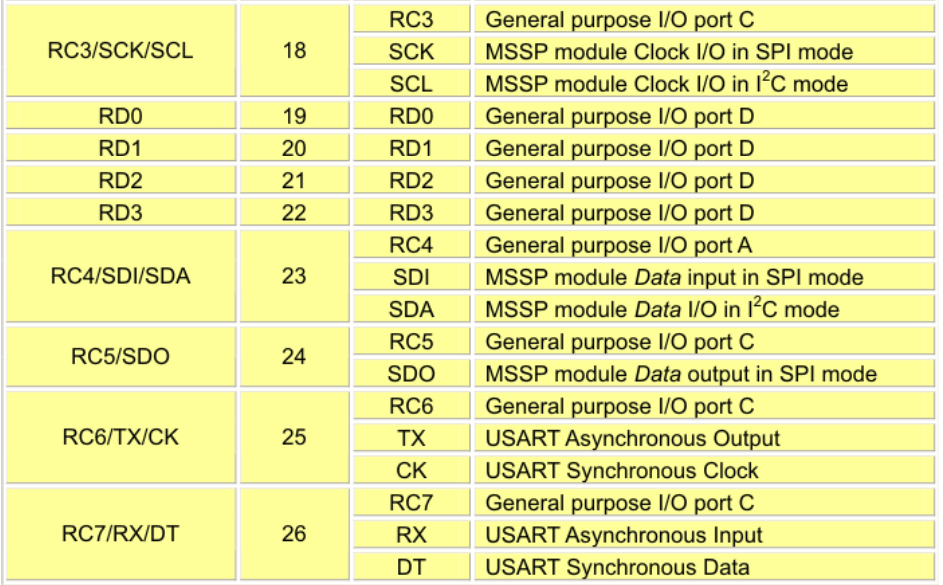 RC3/SCK/SCL 18 RC3 General purpose I/O port C
SCK MSSP module Clock I/O in SPI mode
SCL MSSP module Clock I/O in I²C mode
RD0 19 RD0 General purpose I/O port D
RD1 20 RD1 General purpose I/O port D
RD2 21 RD2 General purpose I/O port D
RD3 22 RD3 General purpose I/O port D
RC4/SDI/SDA 23 RC4 General purpose I/O port A
SDI MSSP module Data input in SPI mode
SDA MSSP module Data I/O in I²C mode
RC5/SDO 24 RC5 General purpose I/O port C
SDO MSSP module Data output in SPI mode
RC6/TX/CK 25 RC6 General purpose I/O port C
TX USART Asynchronous Output
CK USART Synchronous Clock
RC7/RX/DT 26 RC7 General purpose I/O port C
RX USART Asynchronous Input
DT USART Synchronous Data